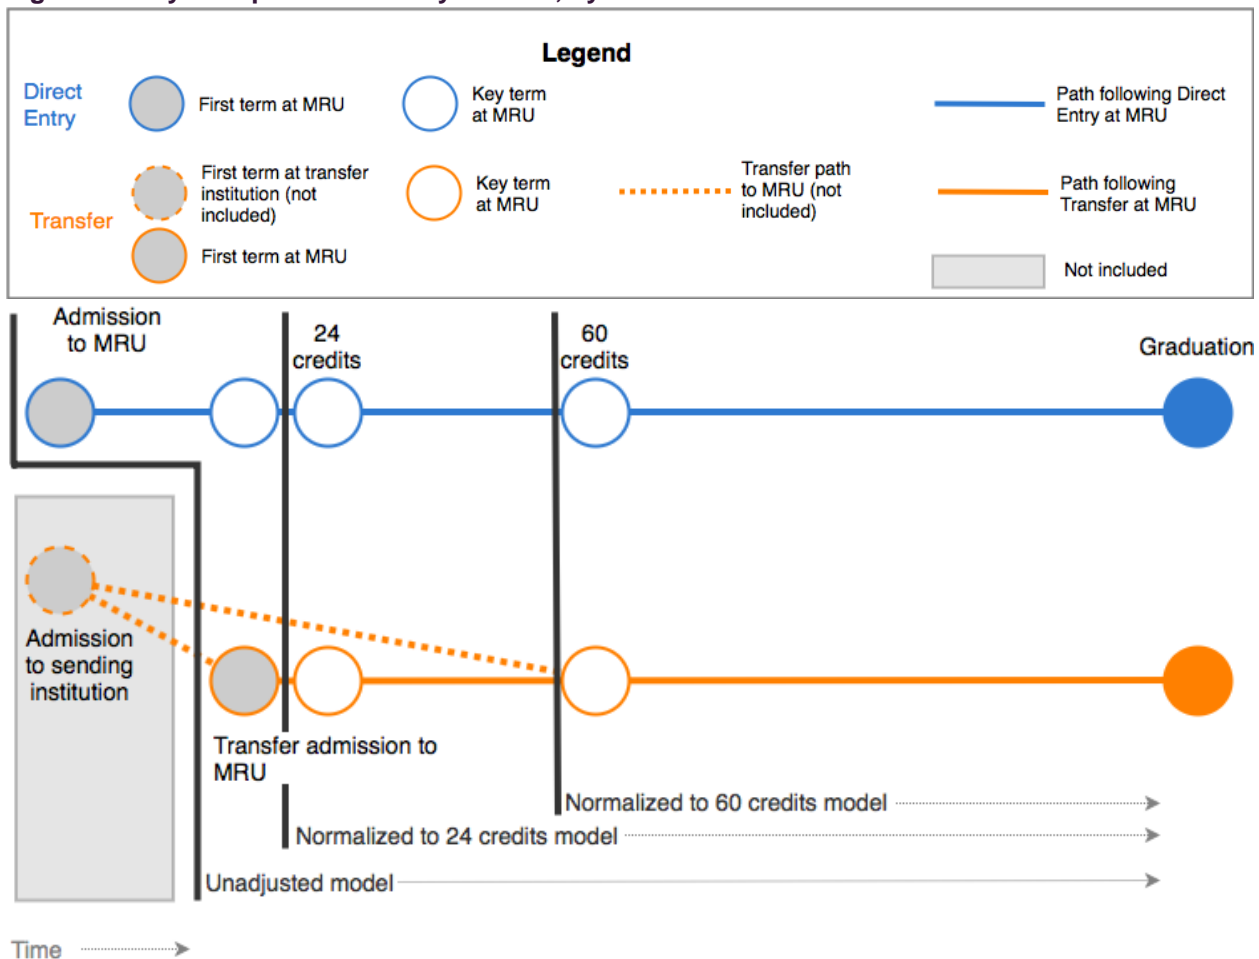 Legend
Direct
Entry
First term at MRU
Key term
at MRU
Path following Direct
Entry at MRU
Transfer
First term at transfer
institution (not
included)
Key term
at MRU
Transfer path
to MRU (not
included)
Path following
Transfer at MRU
First term at MRU
Not included
Admission
to MRU
24
credits
60
credits
Graduation
Admission
to sending
institution
Transfer admission to
MRU
Normalized to 60 credits model
Normalized to 24 credits model
Unadjusted model
Time